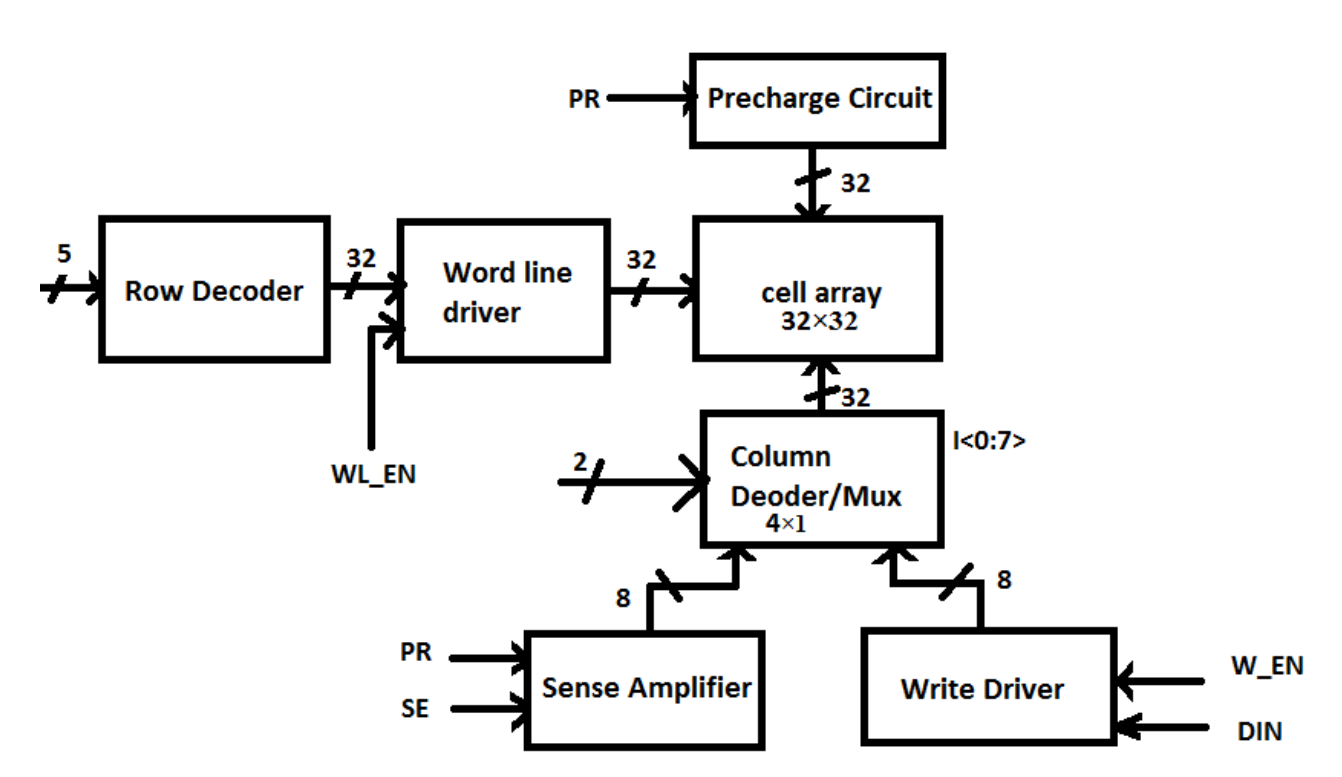 PR
Precharge Circuit
32
5
Row Decoder
32
Word line
driver
32
cell array
32×32
WL_EN
32
2
Column
Deoder/Mux
4×1
I<0:7>
8
8
PR
SE
Sense Amplifier
Write Driver
W_EN
DIN